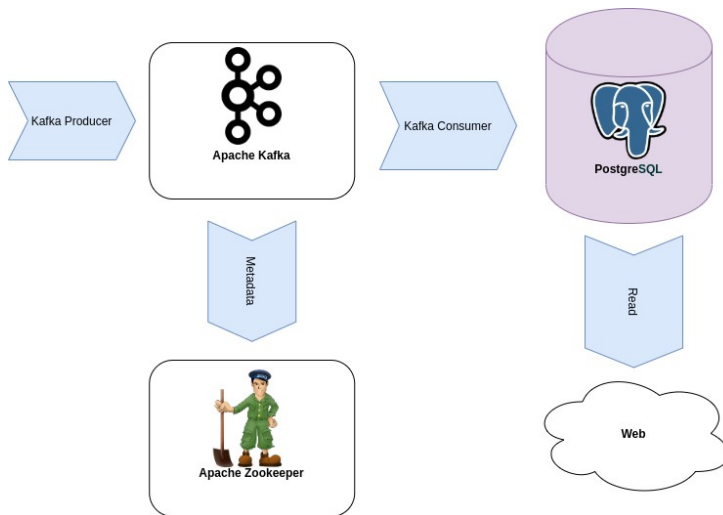 Kafka Producer
Apache Kafka
Kafka Consumer
PostgreSQL
Metadata
Read
Apache Zookeeper
Web